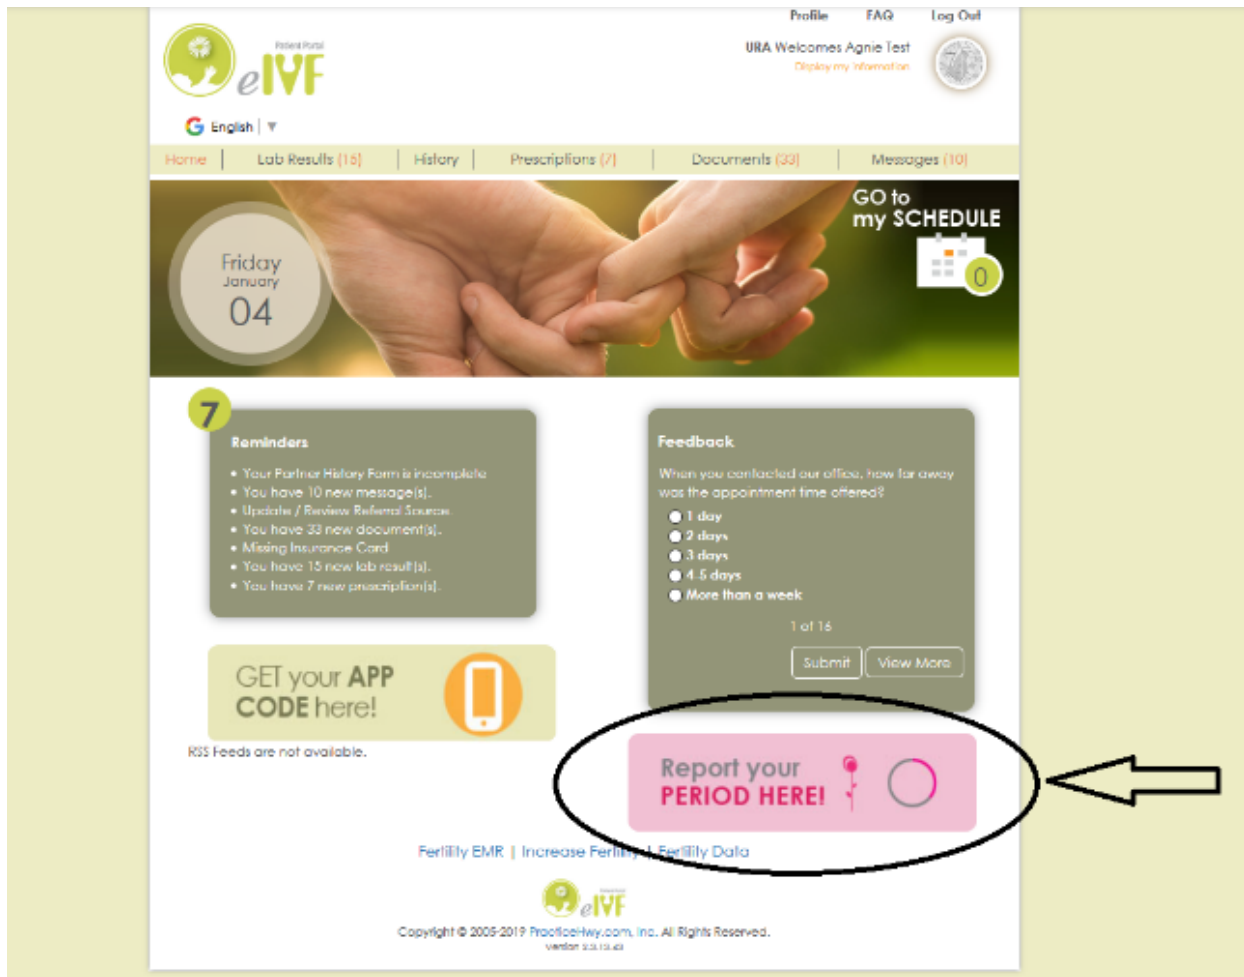 Profile FAQ Log Out
Patient Portal
eIVF
URA Welcomes Agnie Test
Display my information
English ▼
Home | Lab Results (15) | History | Prescriptions (7) | Documents (33) | Messages (10)
GO to
my SCHEDULE
0
Friday
January
04
7
Reminders
• Your Partner History Form is incomplete
• You have 10 new message(s).
• Update / Review Referral Source
• You have 33 new document(s).
• Missing Insurance Card
• You have 15 new lab result(s).
• You have 7 new prescription(s).
Feedback
When you contacted our office, how far away
was the appointment time offered?
1 day
2 days
3 days
4-5 days
More than a week
1 of 16
Submit View More
GET your APP
CODE here!
RSS Feeds are not available.
Report your
PERIOD HERE!
Fertility EMR | Increase Fertility | Fertility Data
eIVF
Copyright © 2005-2019 PracticeHwy.com, Inc. All Rights Reserved.